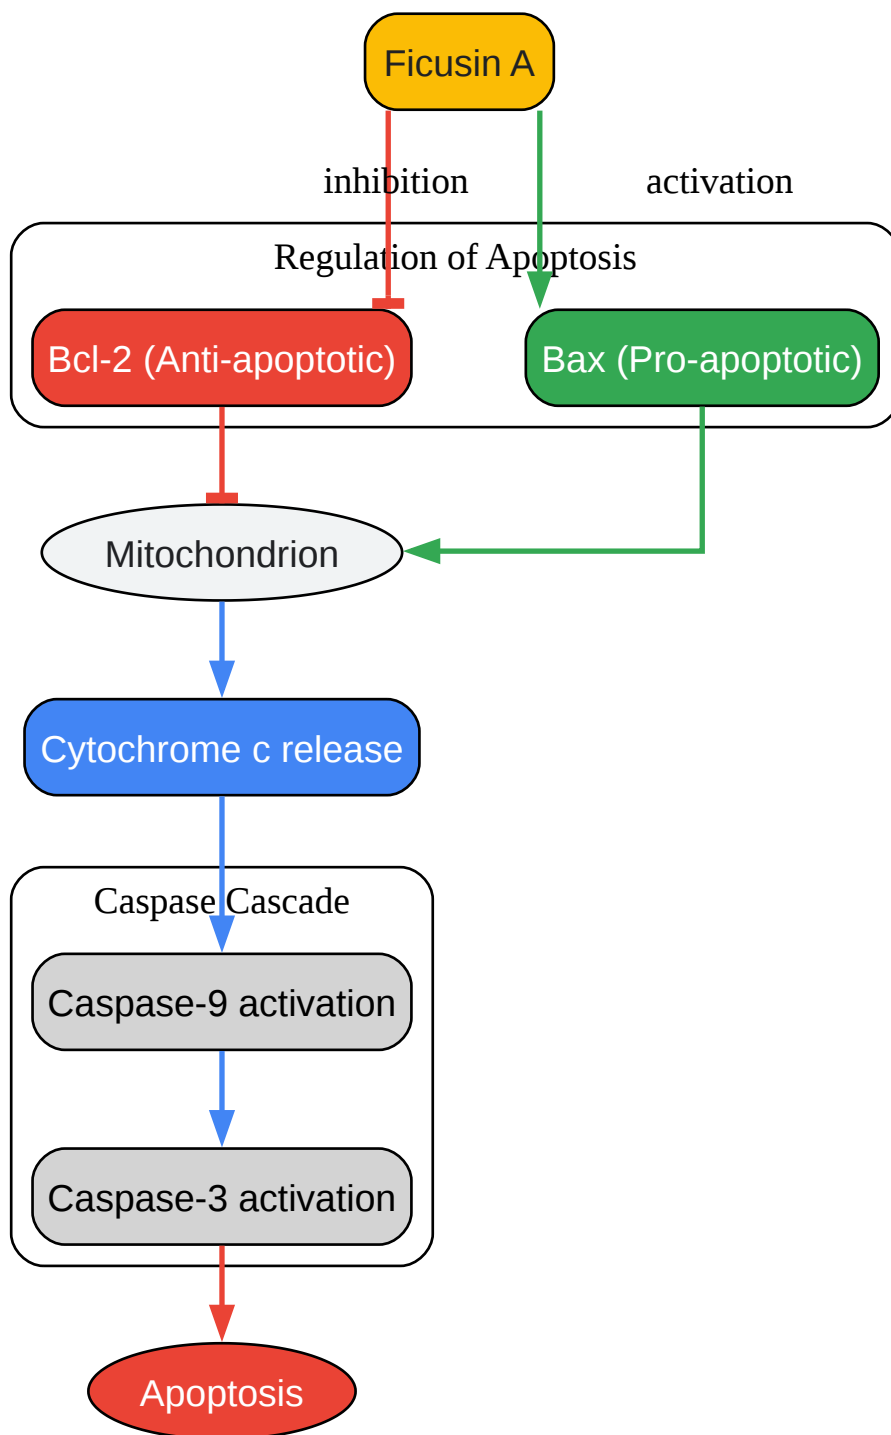 Ficusin A
inhibition
activation
Regulation of Apoptosis
Bcl-2 (Anti-apoptotic)
Bax (Pro-apoptotic)
Mitochondrion
Cytochrome c release
Caspase Cascade
Caspase-9 activation
Caspase-3 activation
Apoptosis